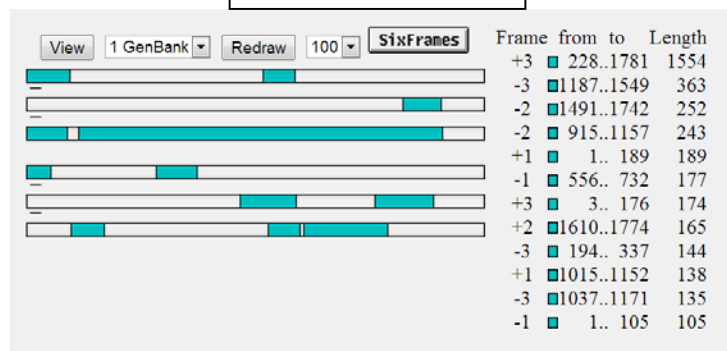 View 1 GenBank Redraw 100 SixFrames
Frame from to Length
+3 228..1781 1554
-3 1187..1549 363
-2 1491..1742 252
-2 915..1157 243
+1 1.. 189 189
-1 556.. 732 177
+3 3.. 176 174
+2 1610..1774 165
-3 194.. 337 144
+1 1015..1152 138
-3 1037..1171 135
-1 1.. 105 105